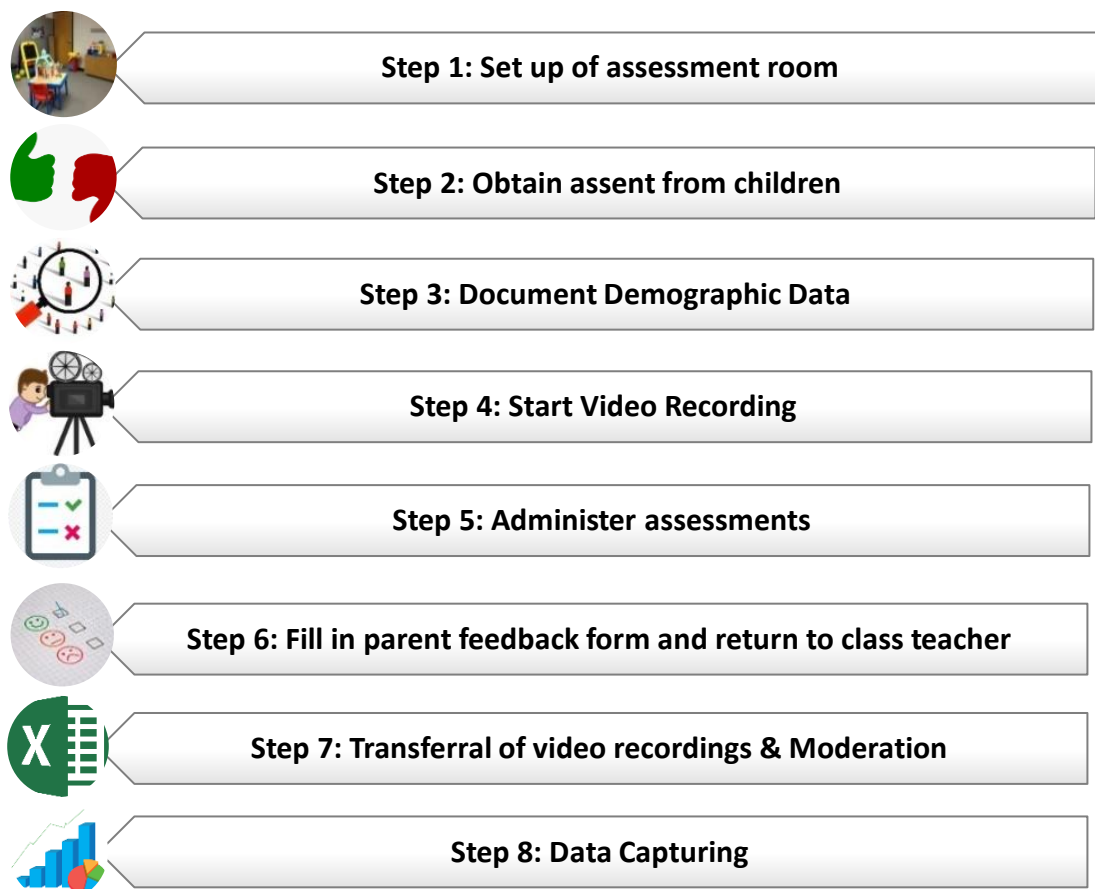 Step 1: Set up of assessment room
Step 2: Obtain assent from children
Step 3: Document Demographic Data
Step 4: Start Video Recording
Step 5: Administer assessments
Step 6: Fill in parent feedback form and return to class teacher
X
Step 7: Transferral of video recordings & Moderation
Step 8: Data Capturing